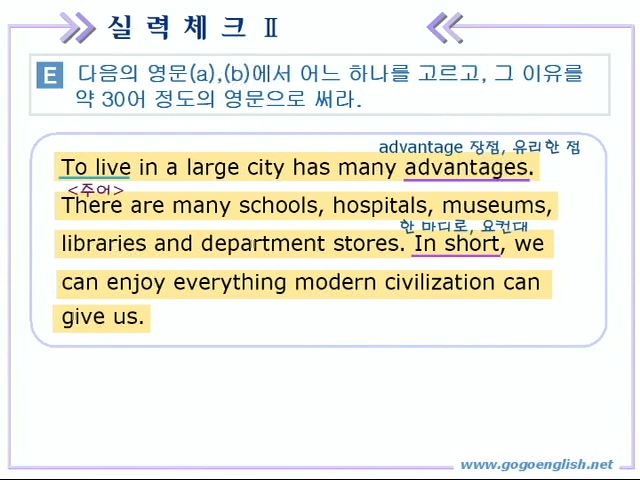 실 력 체 크 Ⅱ
E 다음의 영문(a),(b)에서 어느 하나를 고르고, 그 이유를
약 30어 정도의 영문으로 써라.
advantage 장점, 유리한 점
To live in a large city has many advantages.
<주어>
There are many schools, hospitals, museums,
한 마디로, 요컨대
libraries and department stores. In short, we
can enjoy everything modern civilization can
give us.
www.gogoenglish.net